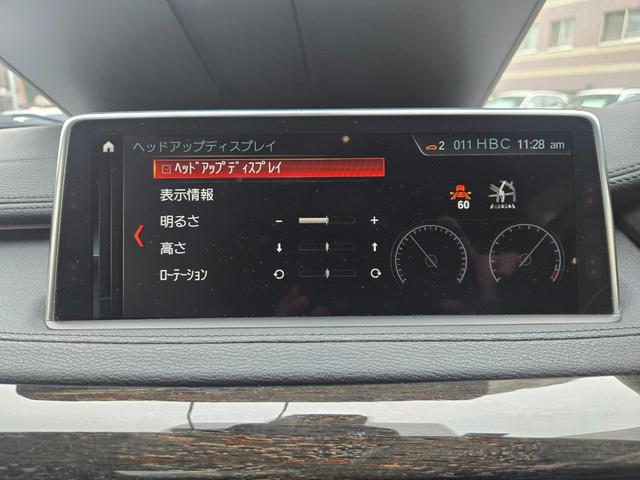 ヘッドアップディスプレイ 2 011 HBC 11:28 am
ﾍｯﾄﾞｱｯﾌﾟﾃﾞｨｽﾌﾟﾚｲ
表示情報
明るさ - +
60
高さ
ﾛｰﾃｰｼｮﾝ